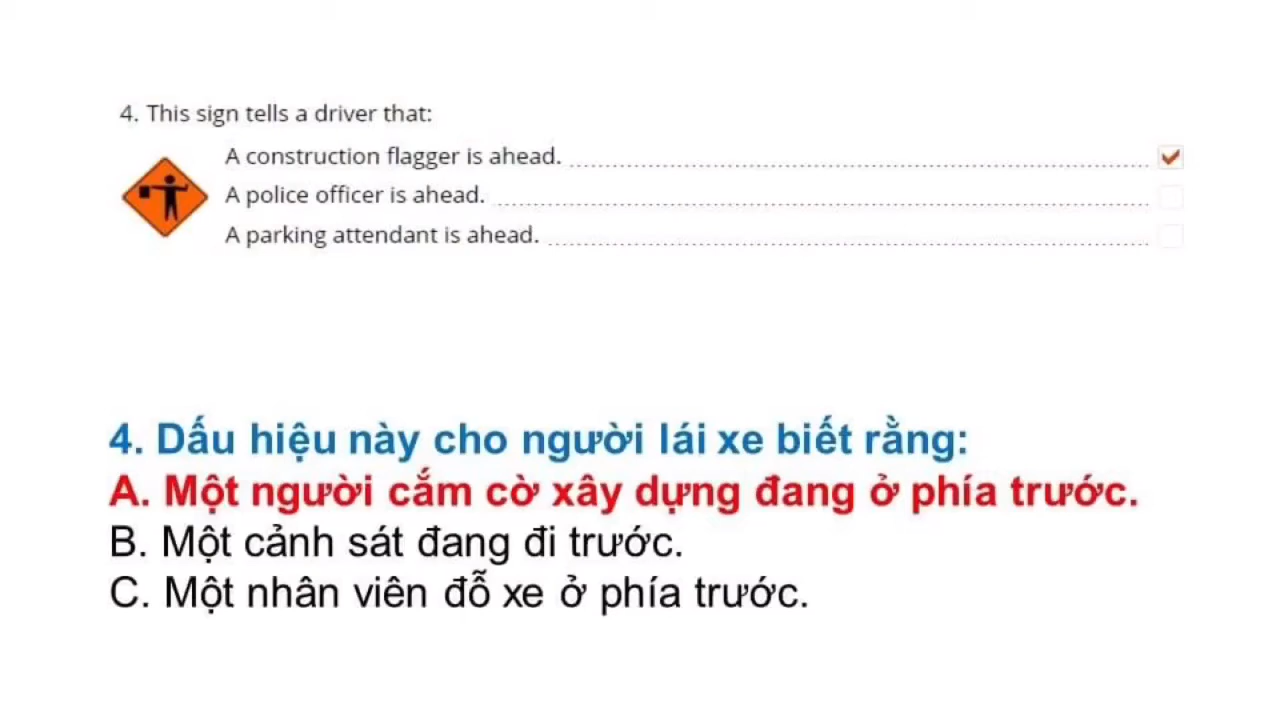 4. This sign tells a driver that:
A construction flagger is ahead.
A police officer is ahead.
A parking attendant is ahead.
4. Dấu hiệu này cho người lái xe biết rằng:
A. Một người cắm cờ xây dựng đang ở phía trước.
B. Một cảnh sát đang đi trước.
C. Một nhân viên đỗ xe ở phía trước.